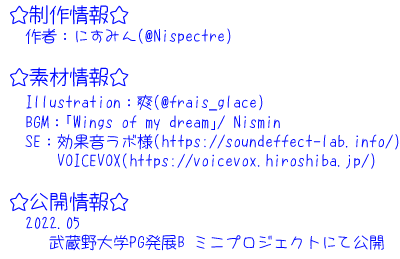 ☆制作情報☆
作者：にすみん(@Nispectre)
☆素材情報☆
Illustration：爽(@frais_glace)
BGM：「Wings of my dream」/ Nismin
SE：効果音ラボ様(https://soundeffect-lab.info/)
VOICEVOX(https://voicevox.hiroshiba.jp/)
☆公開情報☆
2022.05
武蔵野大学PG発展B ミニプロジェクトにて公開